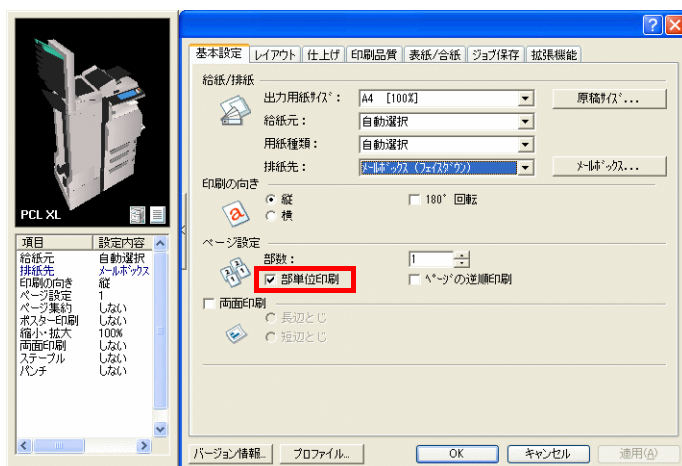 PCL XL
項目 設定内容
給紙元 自動選択
排紙先 メールボックス
印刷の向き 縦
ページ設定 1
ページ集約 しない
ポスター印刷 しない
縮小・拡大 100%
両面印刷 しない
ステープル しない
パンチ しない
基本設定 レイアウト 仕上げ 印刷品質 表紙/合紙 ジョブ保存 拡張機能
給紙/排紙
出力用紙サイズ： A4 [100%] 原稿サイズ...
給紙元： 自動選択
用紙種類： 自動選択
排紙先： メールボックス (フェイスダウン) メールボックス...
印刷の向き
縦 180° 回転
横
ページ設定
部数： 1
部単位印刷 ページの逆順印刷
両面印刷
長辺とじ
短辺とじ
バージョン情報... プロファイル... OK キャンセル 適用(A)